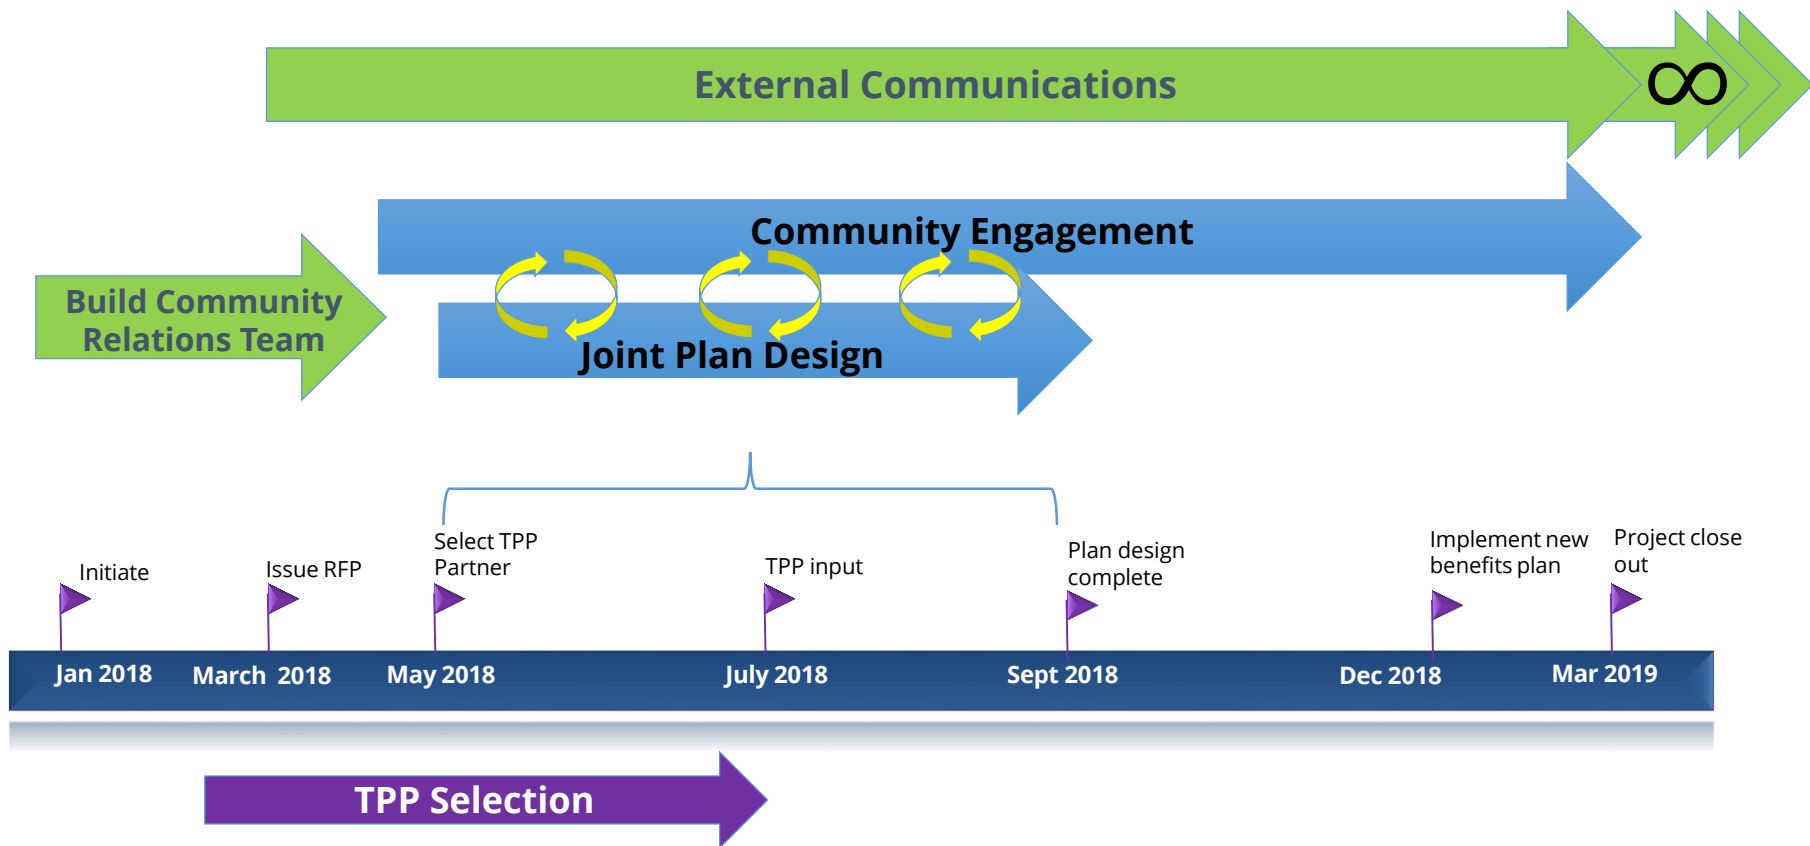 External Communications
∞
Community Engagement
Build Community
Relations Team
Joint Plan Design
Initiate
Issue RFP
Select TPP
Partner
TPP input
Plan design
complete
Implement new
benefits plan
Project close
out
Jan 2018
March 2018
May 2018
July 2018
Sept 2018
Dec 2018
Mar 2019
TPP Selection